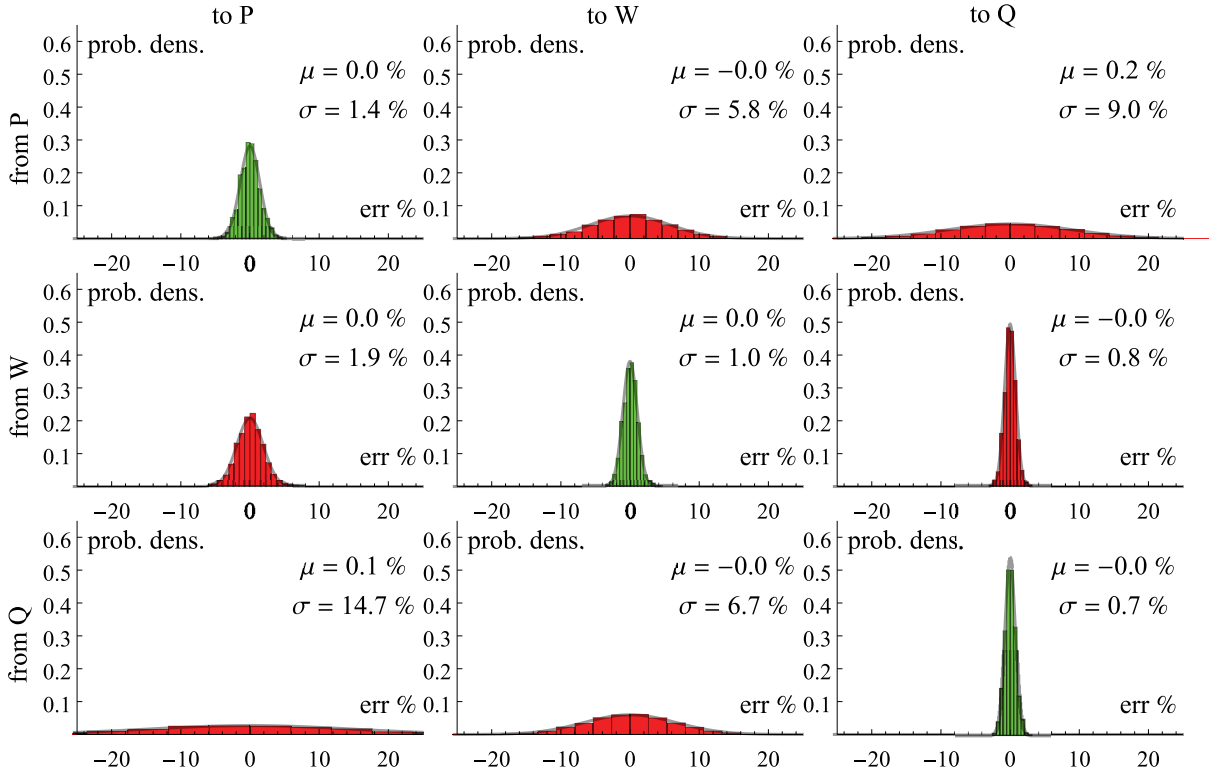 to P to W to Q
from P
0.6 prob. dens. 0.6 prob. dens. 0.6 prob. dens.
0.5 μ = 0.0 % 0.5 μ = −0.0 % 0.5 μ = 0.2 %
0.4 σ = 1.4 % 0.4 σ = 5.8 % 0.4 σ = 9.0 %
0.3 0.3 0.3
0.2 0.2 0.2
0.1 err % 0.1 err % 0.1 err %
−20 −10 0 10 20 −20 −10 0 10 20 −20 −10 0 10 20
from W
0.6 prob. dens. 0.6 prob. dens. 0.6 prob. dens.
0.5 μ = 0.0 % 0.5 μ = 0.0 % 0.5 μ = −0.0 %
0.4 σ = 1.9 % 0.4 σ = 1.0 % 0.4 σ = 0.8 %
0.3 0.3 0.3
0.2 0.2 0.2
0.1 err % 0.1 err % 0.1 err %
−20 −10 0 10 20 −20 −10 0 10 20 −20 −10 0 10 20
from Q
0.6 prob. dens. 0.6 prob. dens. 0.6 prob. dens.
0.5 μ = 0.1 % 0.5 μ = −0.0 % 0.5 μ = −0.0 %
0.4 σ = 14.7 % 0.4 σ = 6.7 % 0.4 σ = 0.7 %
0.3 0.3 0.3
0.2 0.2 0.2
0.1 err % 0.1 err % 0.1 err %
−20 −10 0 10 20 −20 −10 0 10 20 −20 −10 0 10 20